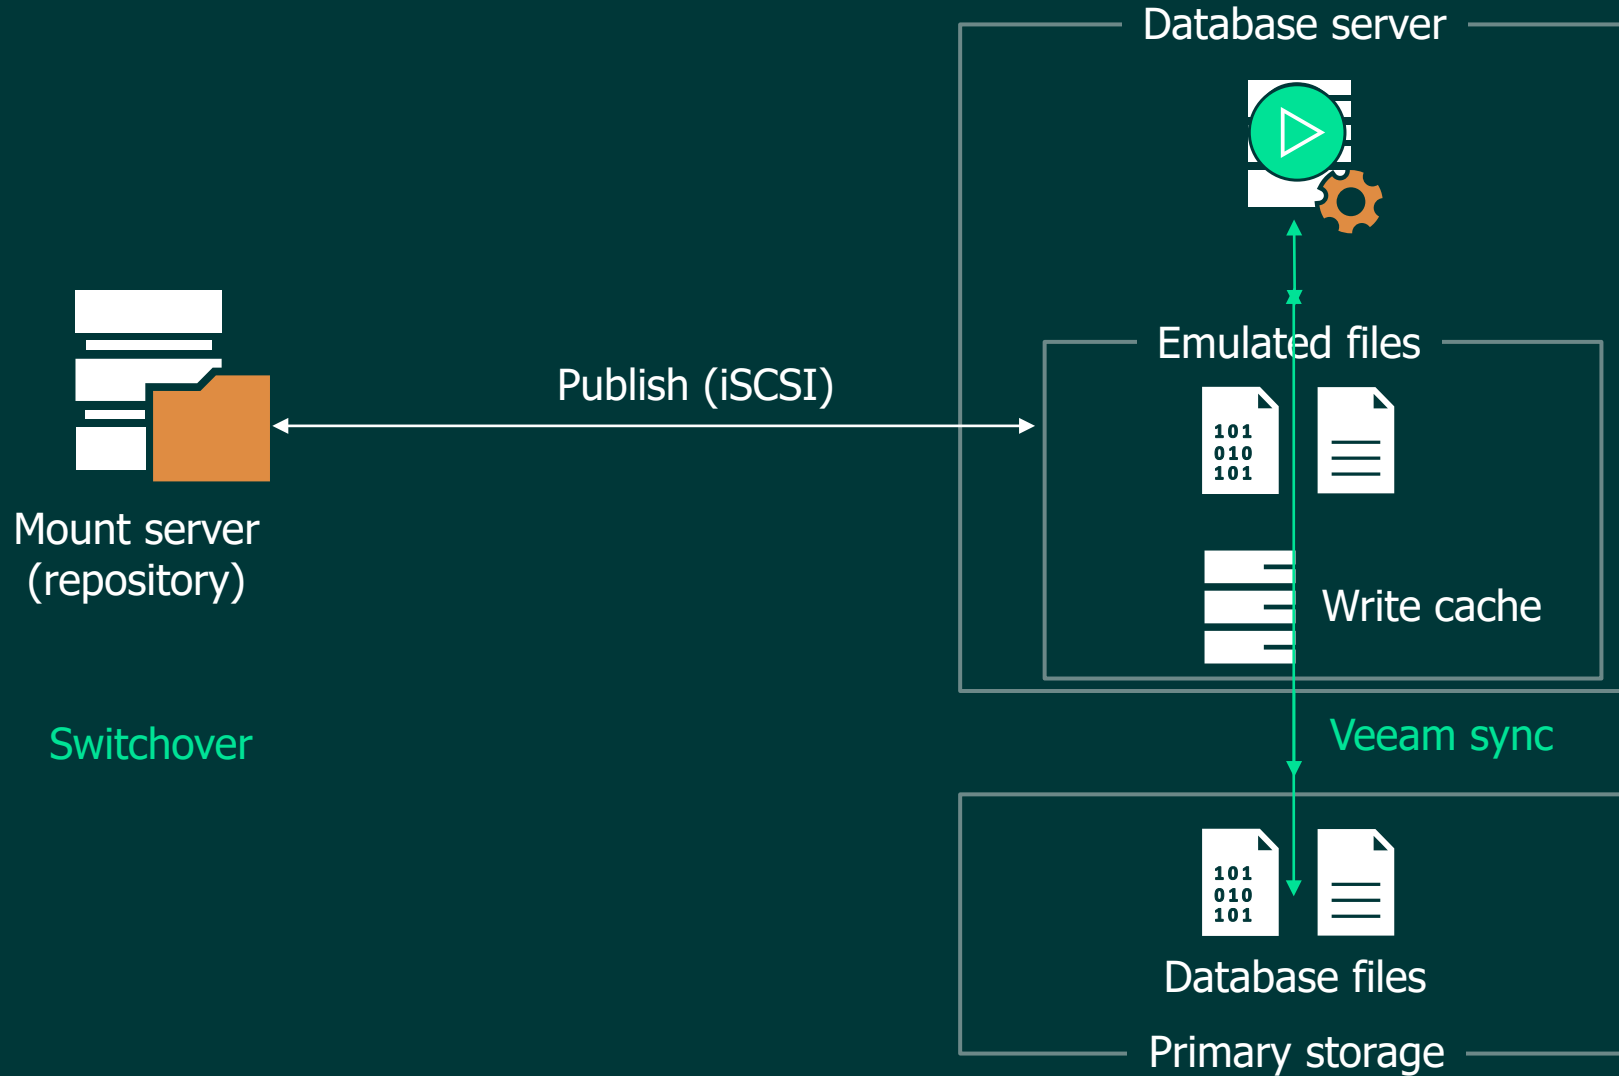 Database server
Emulated files
Publish (iSCSI)
101
010
101
Mount server
(repository)
Write cache
Switchover
Veeam sync
101
010
101
Database files
Primary storage